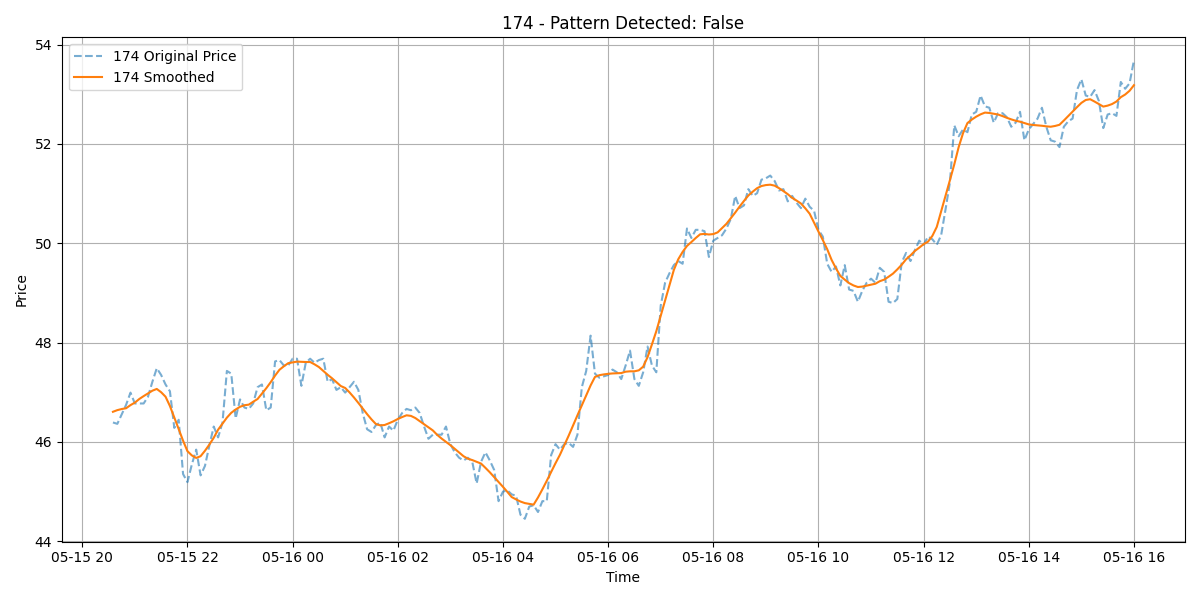 174 - Pattern Detected: False
174 Original Price
174 Smoothed
Price
54
52
50
48
46
44
05-15 20 05-15 22 05-16 00 05-16 02 05-16 04 05-16 06 05-16 08 05-16 10 05-16 12 05-16 14 05-16 16
Time